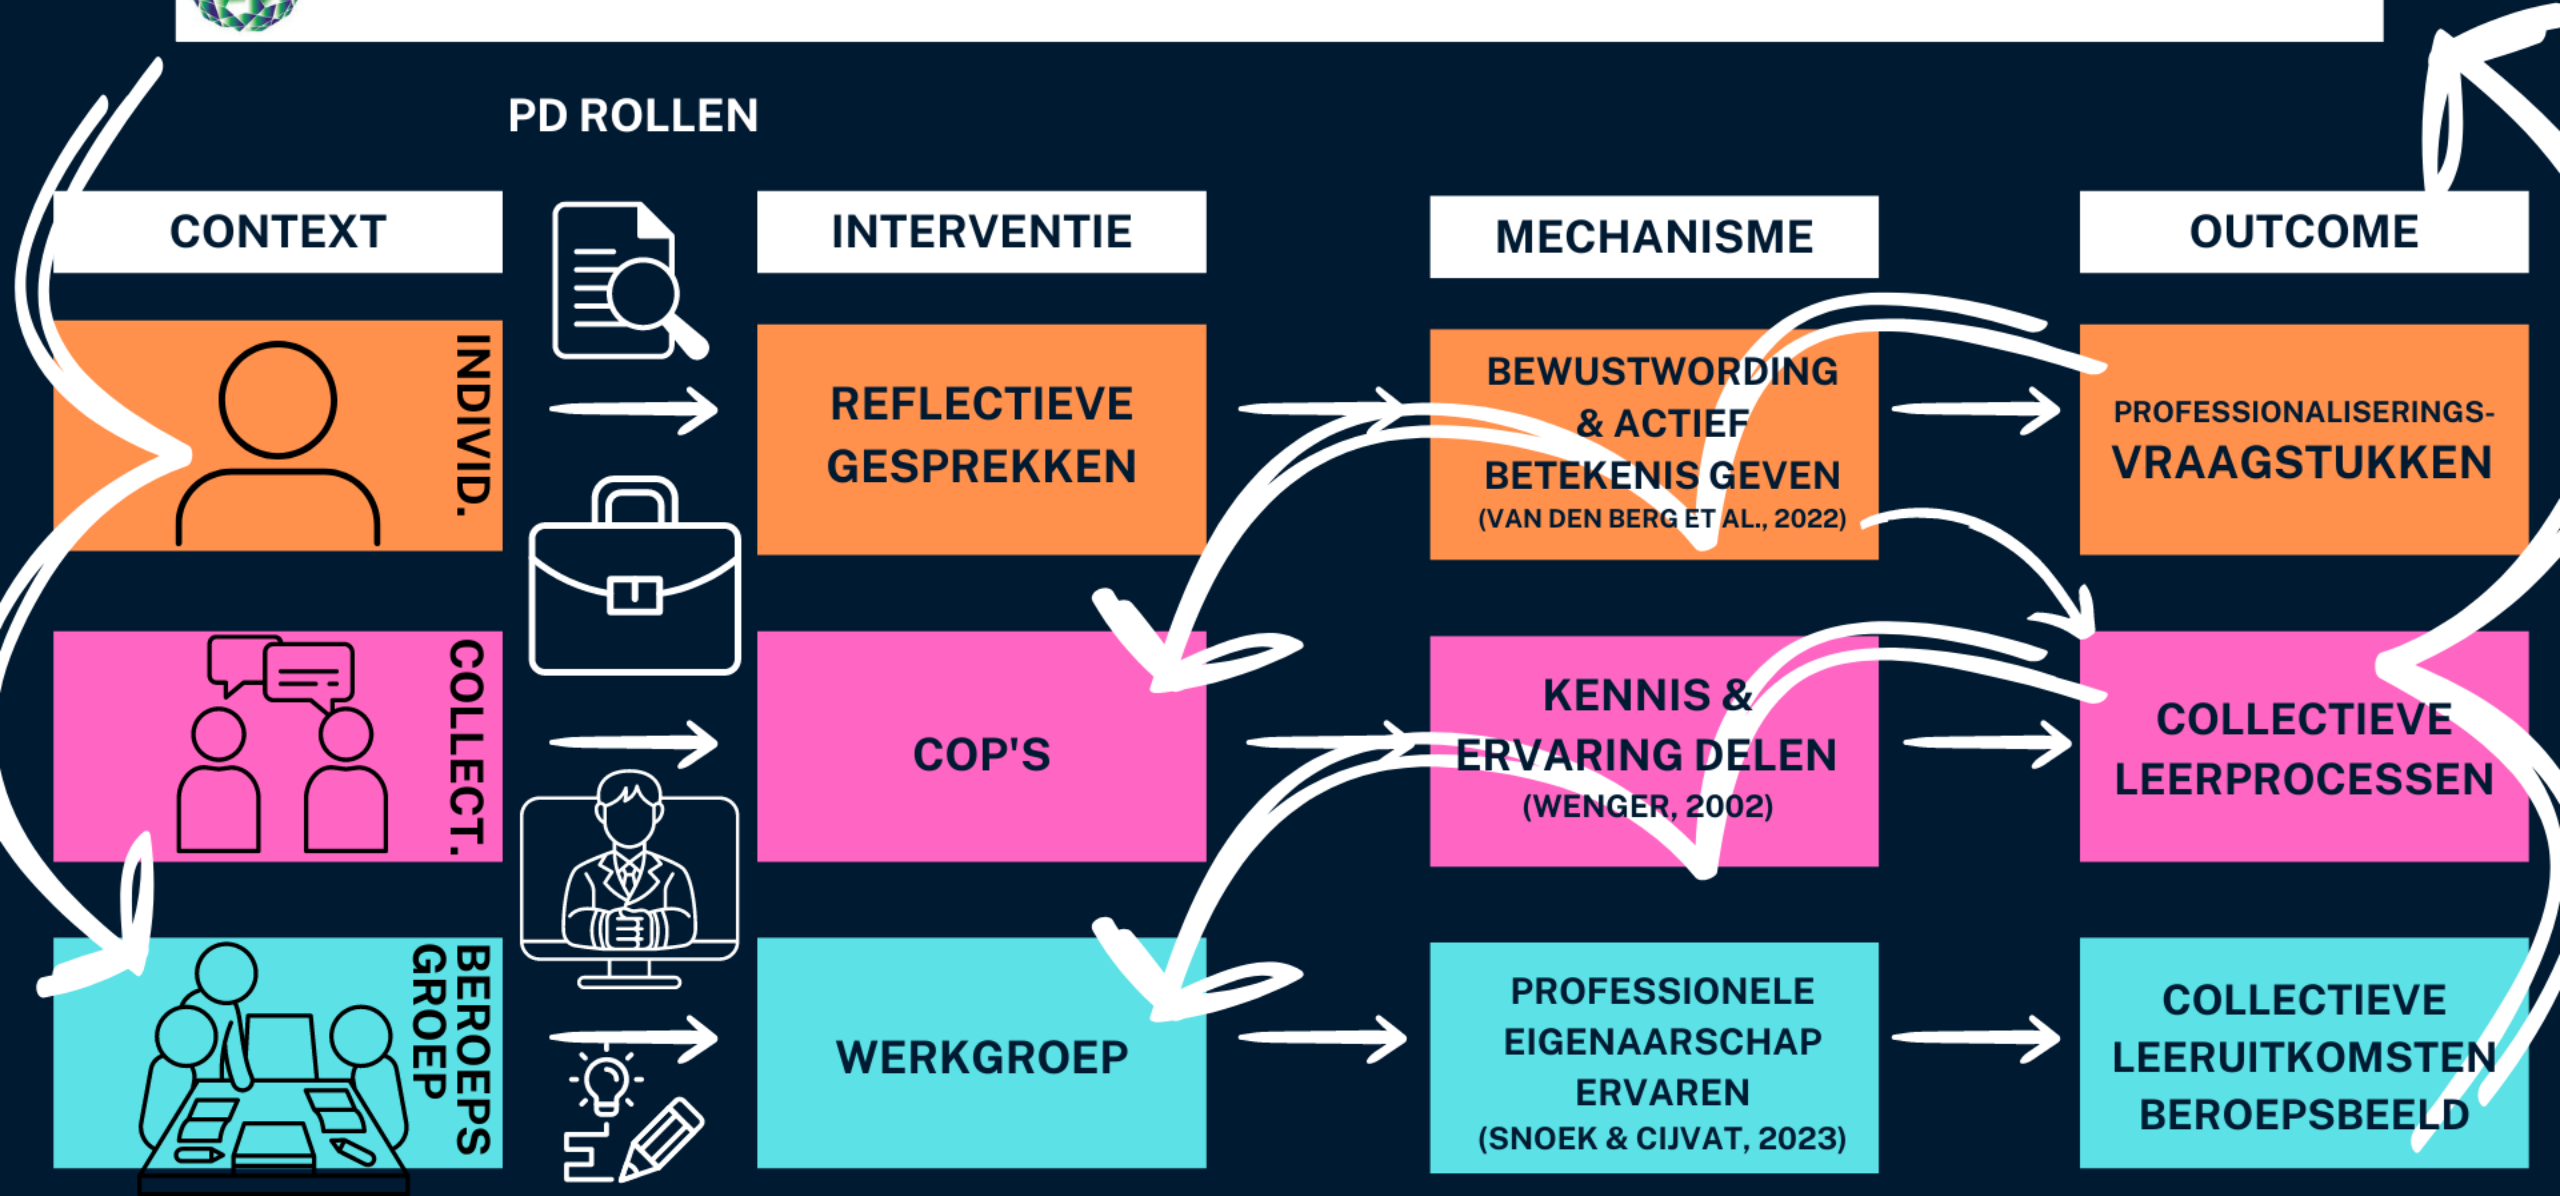 PD ROLLEN
CONTEXT
INTERVENTIE
MECHANISME
OUTCOME
INDIVID.
REFLECTIEVE
GESPREKKEN
BEWUSTWORDING
& ACTIEF
BETEKENIS GEVEN
(VAN DEN BERG ET AL., 2022)
PROFESSIONALISERINGS-
VRAAGSTUKKEN
COLLECT.
COP'S
KENNIS &
ERVARING DELEN
(WENGER, 2002)
COLLECTIEVE
LEERPROCESSEN
BEROEPS
GROEP
WERKGROEP
PROFESSIONELE
EIGENAARSCHAP
ERVAREN
(SNOEK & CIJVAT, 2023)
COLLECTIEVE
LEERUITKOMSTEN
BEROEPSBEELD